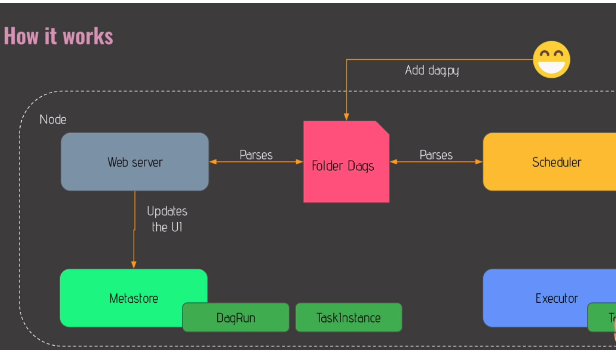 How it works
Add dag.py
Node
Web server
Parses
Folder Dags
Parses
Scheduler
Updates
the UI
Metastore
DagRun
TaskInstance
Executor